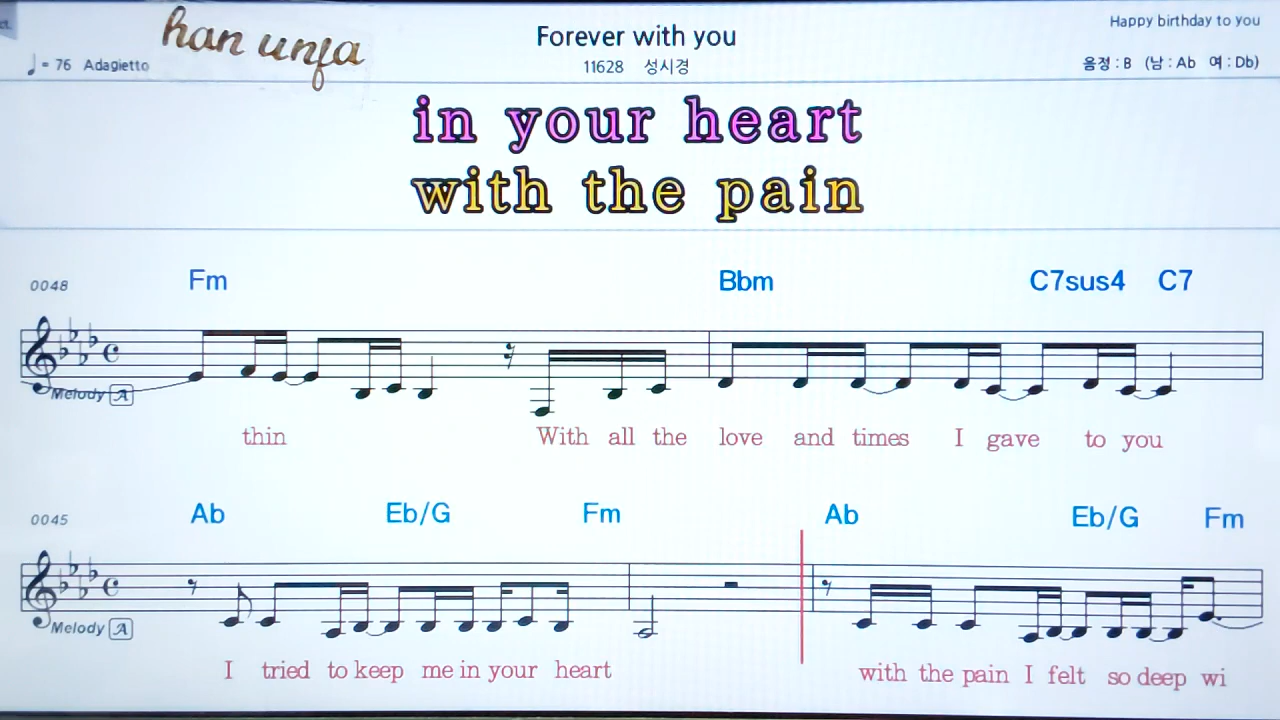 ct.
han unfa
Forever with you
Happy birthday to you
♩= 76 Adagietto
11628 성시경
음정 : B (남 : Ab 여 : Db)
in your heart
with the pain
0048 Fm Bbm C7sus4 C7
Melody A
thin With all the love and times I gave to you
0045 Ab Eb/G Fm Ab Eb/G Fm
Melody A
I tried to keep me in your heart with the pain I felt so deep wi